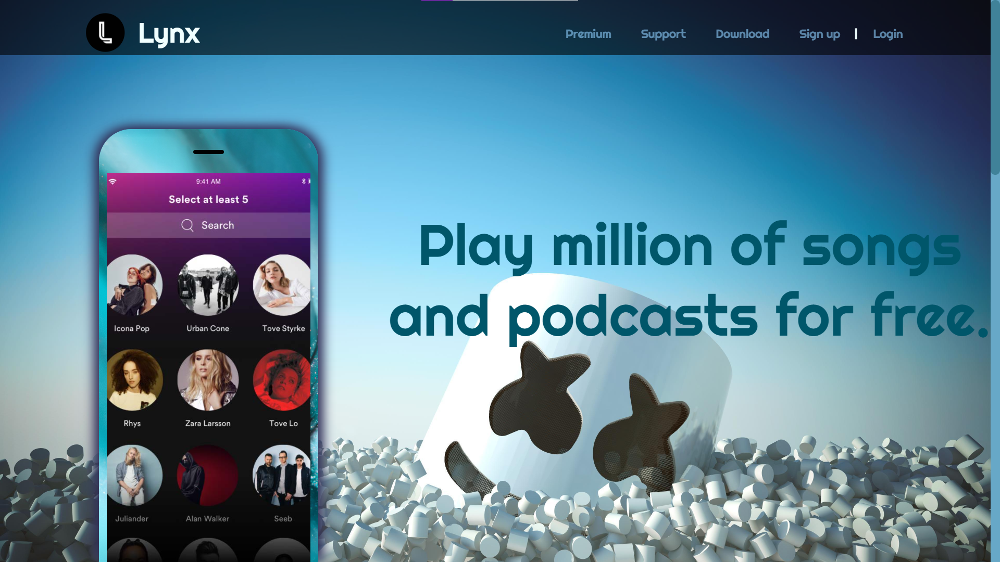 L
Lynx
Premium
Support
Download
Sign up
|
Login
9:41 AM
Select at least 5
Search
Icona Pop
Urban Cone
Tove Styrke
Rhys
Zara Larsson
Tove Lo
Juliander
Alan Walker
Seeb
Play million of songs
and podcasts for free.